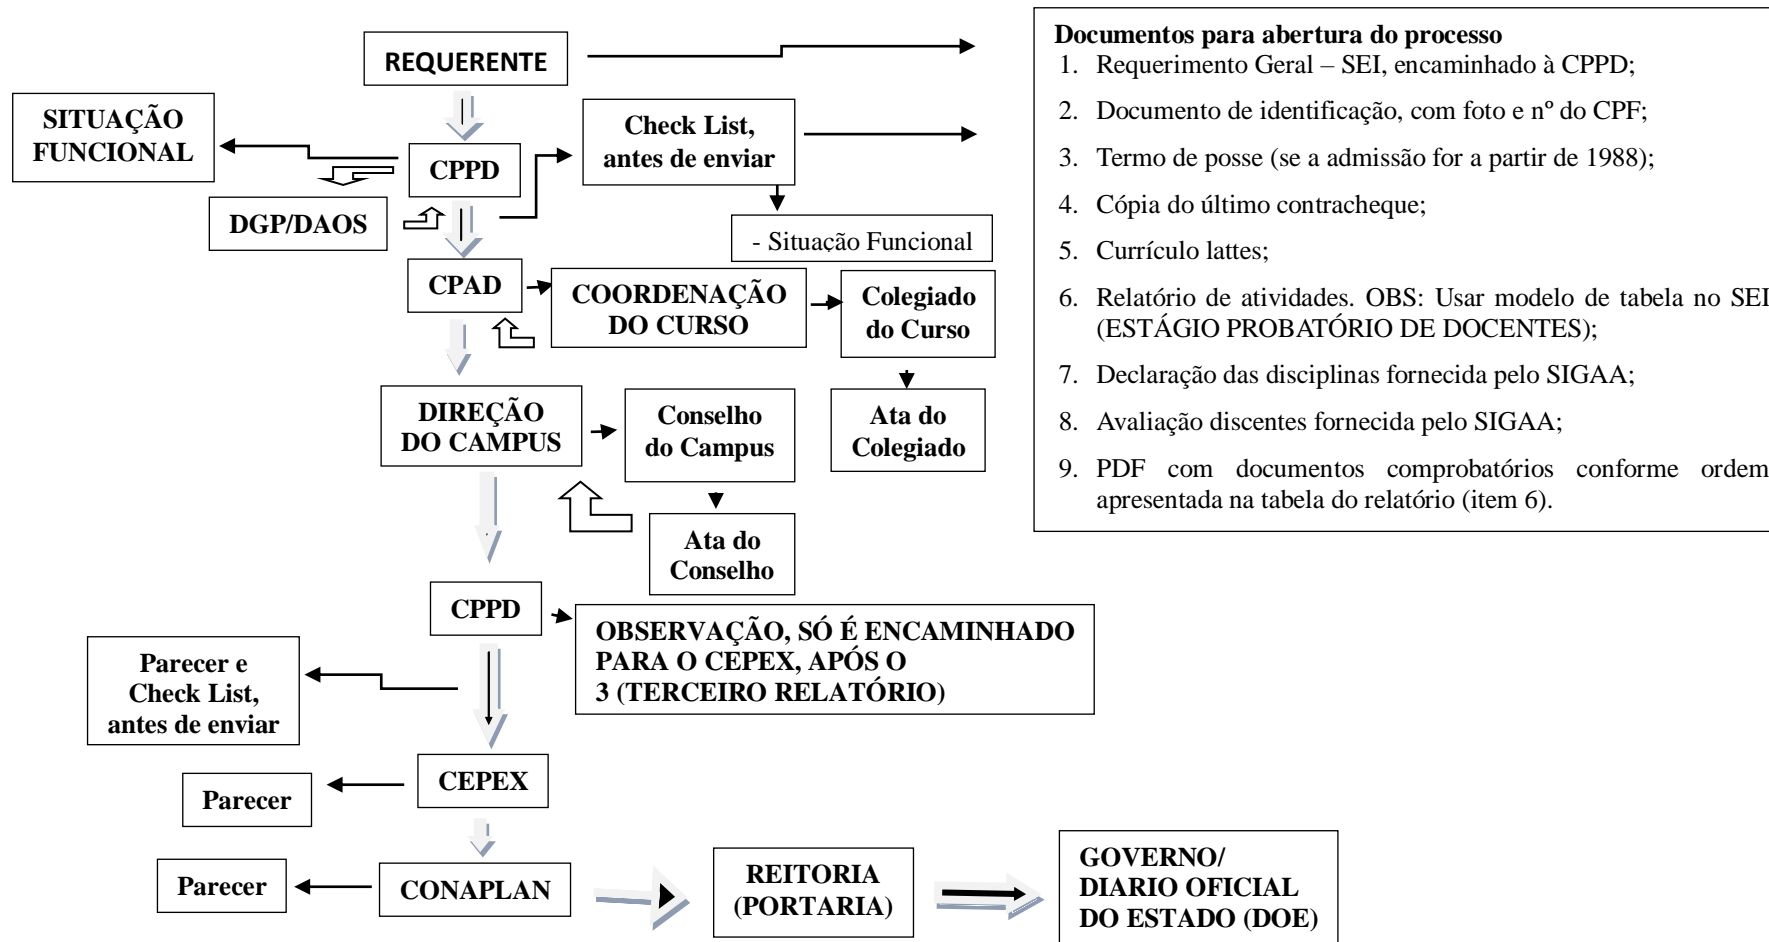 REQUERENTE
SITUAÇÃO
FUNCIONAL
Check List,
antes de enviar
CPPD
DGP/DAOS
- Situação Funcional
CPAD
COORDENAÇÃO
DO CURSO
Colegiado
do Curso
DIREÇÃO
DO CAMPUS
Conselho
do Campus
Ata do
Colegiado
Ata do
Conselho
CPPD
OBSERVAÇÃO, SÓ É ENCAMINHADO
PARA O CEPEX, APÓS O
3 (TERCEIRO RELATÓRIO)
Parecer e
Check List,
antes de enviar
CEPEX
Parecer
CONAPLAN
Parecer
REITORIA
(PORTARIA)
GOVERNO/
DIARIO OFICIAL
DO ESTADO (DOE)
Documentos para abertura do processo
1. Requerimento Geral – SEI, encaminhado à CPPD;
2. Documento de identificação, com foto e nº do CPF;
3. Termo de posse (se a admissão for a partir de 1988);
4. Cópia do último contracheque;
5. Currículo lattes;
6. Relatório de atividades. OBS: Usar modelo de tabela no SEI
(ESTÁGIO PROBATÓRIO DE DOCENTES);
7. Declaração das disciplinas fornecida pelo SIGAA;
8. Avaliação discentes fornecida pelo SIGAA;
9. PDF com documentos comprobatórios conforme ordem
apresentada na tabela do relatório (item 6).